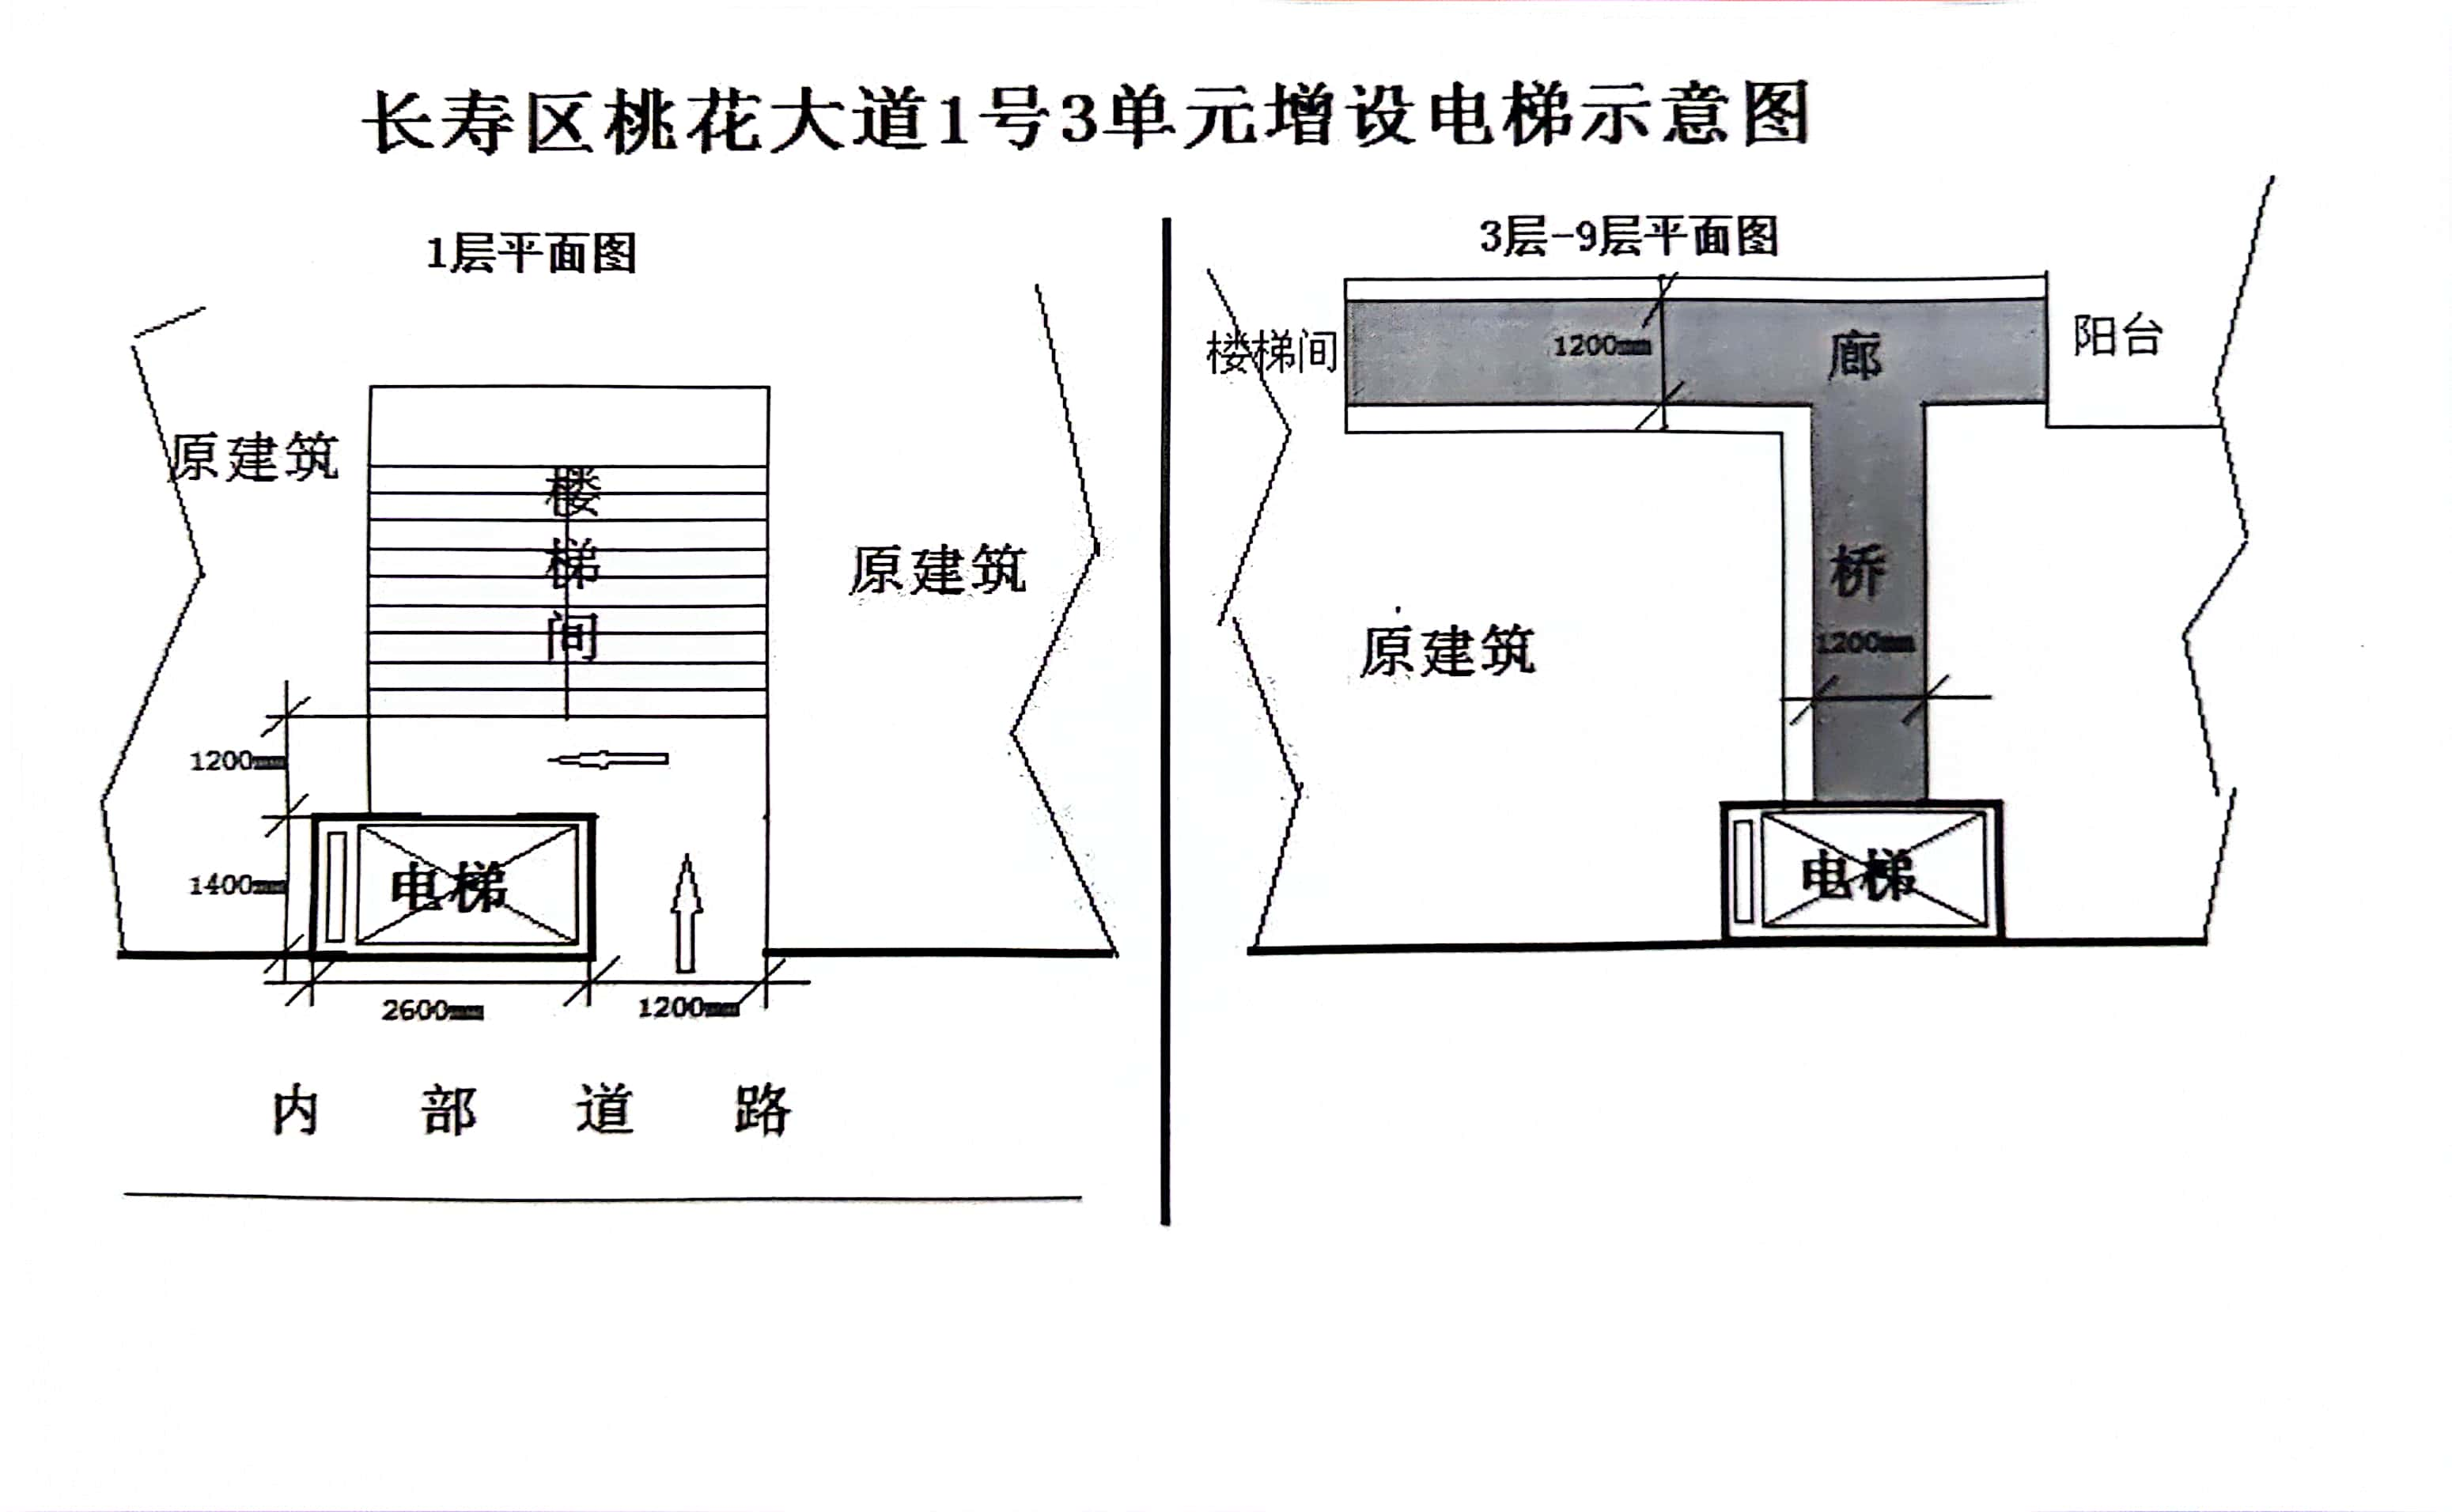 长寿区桃花大道1号3单元增设电梯示意图
1层平面图
原建筑
楼
梯
间
原建筑
1200mm
1400mm
电梯
2600mm
1200mm
内部道路
3层-9层平面图
楼梯间
1200mm
廊
阳台
桥
1200mm
原建筑
电梯